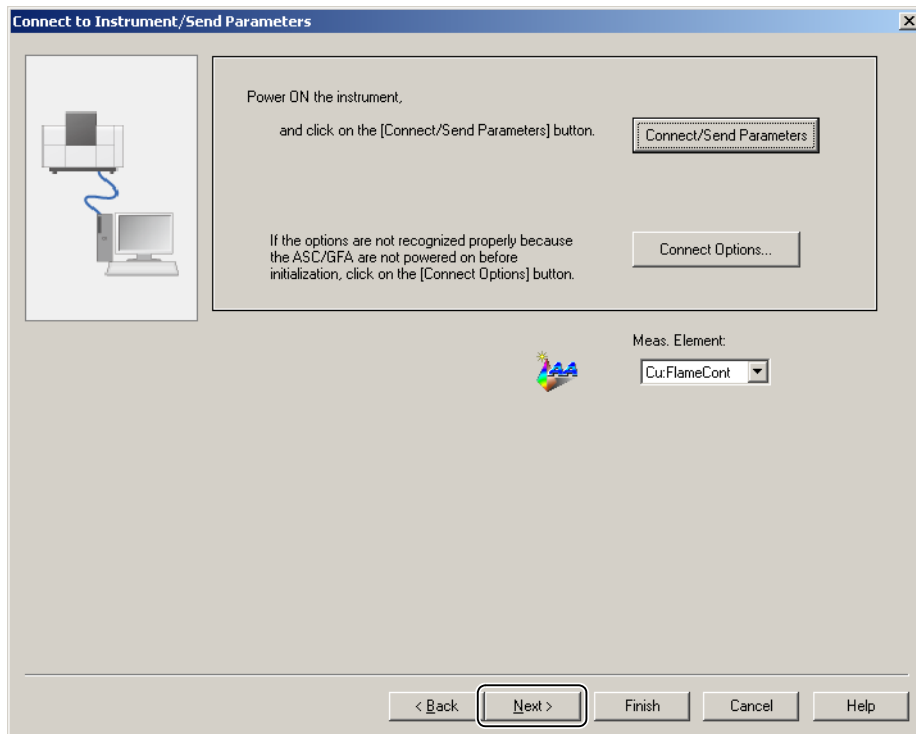 Connect to Instrument/Send Parameters
Power ON the instrument,
and click on the [Connect/Send Parameters] button.
Connect/Send Parameters
If the options are not recognized properly because
the ASC/GFA are not powered on before
initialization, click on the [Connect Options] button.
Connect Options...
Meas. Element:
AA
Cu:FlameCont
< Back
Next >
Finish
Cancel
Help